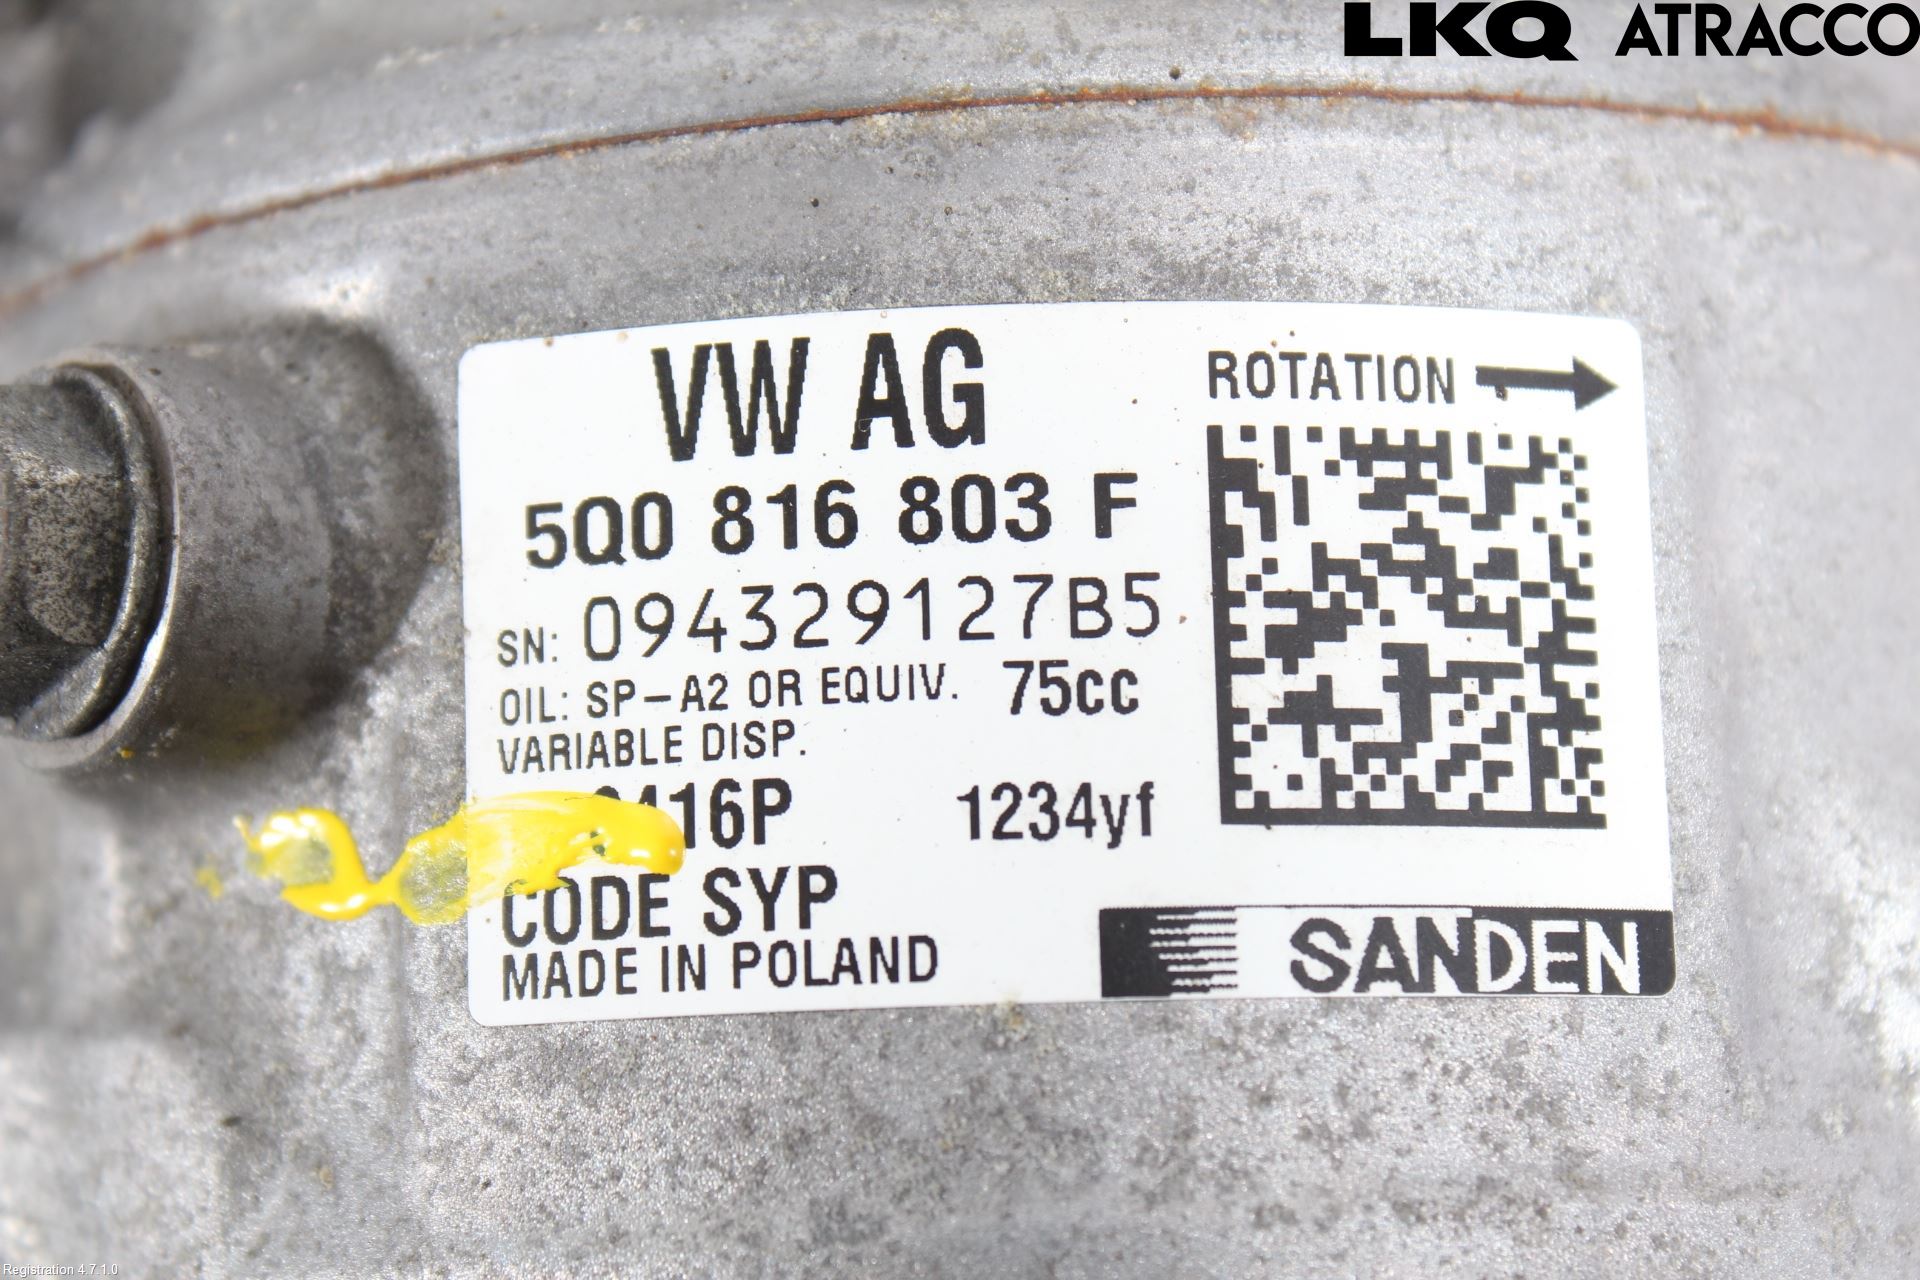 LKQ ATRACCO
VW AG
ROTATION
5Q0 816 803 F
SN: 094329127B5
OIL: SP-A2 OR EQUIV. 75cc
VARIABLE DISP.
1234yf
CODE SYP
MADE IN POLAND
SANDEN
Registration 4.7.1.0